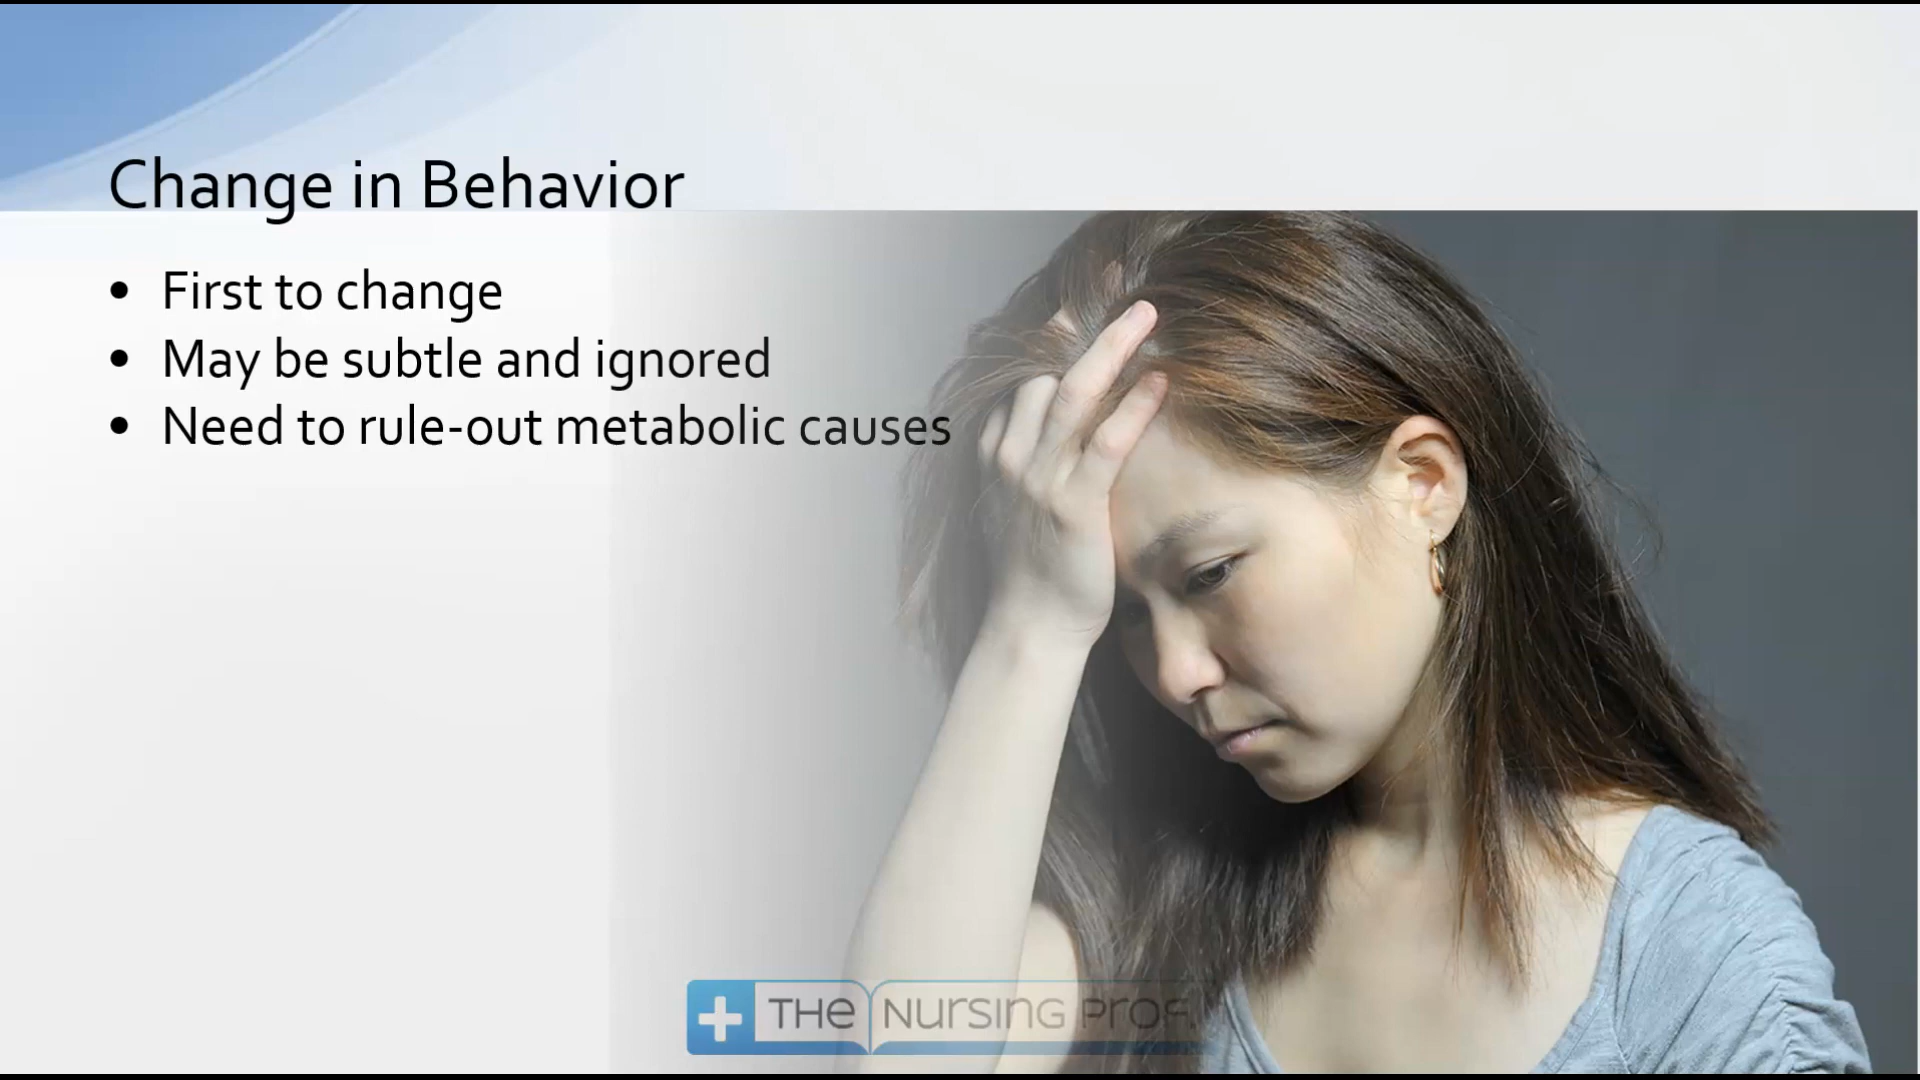 Change in Behavior
• First to change
• May be subtle and ignored
• Need to rule-out metabolic causes
THE NURSING PROF.